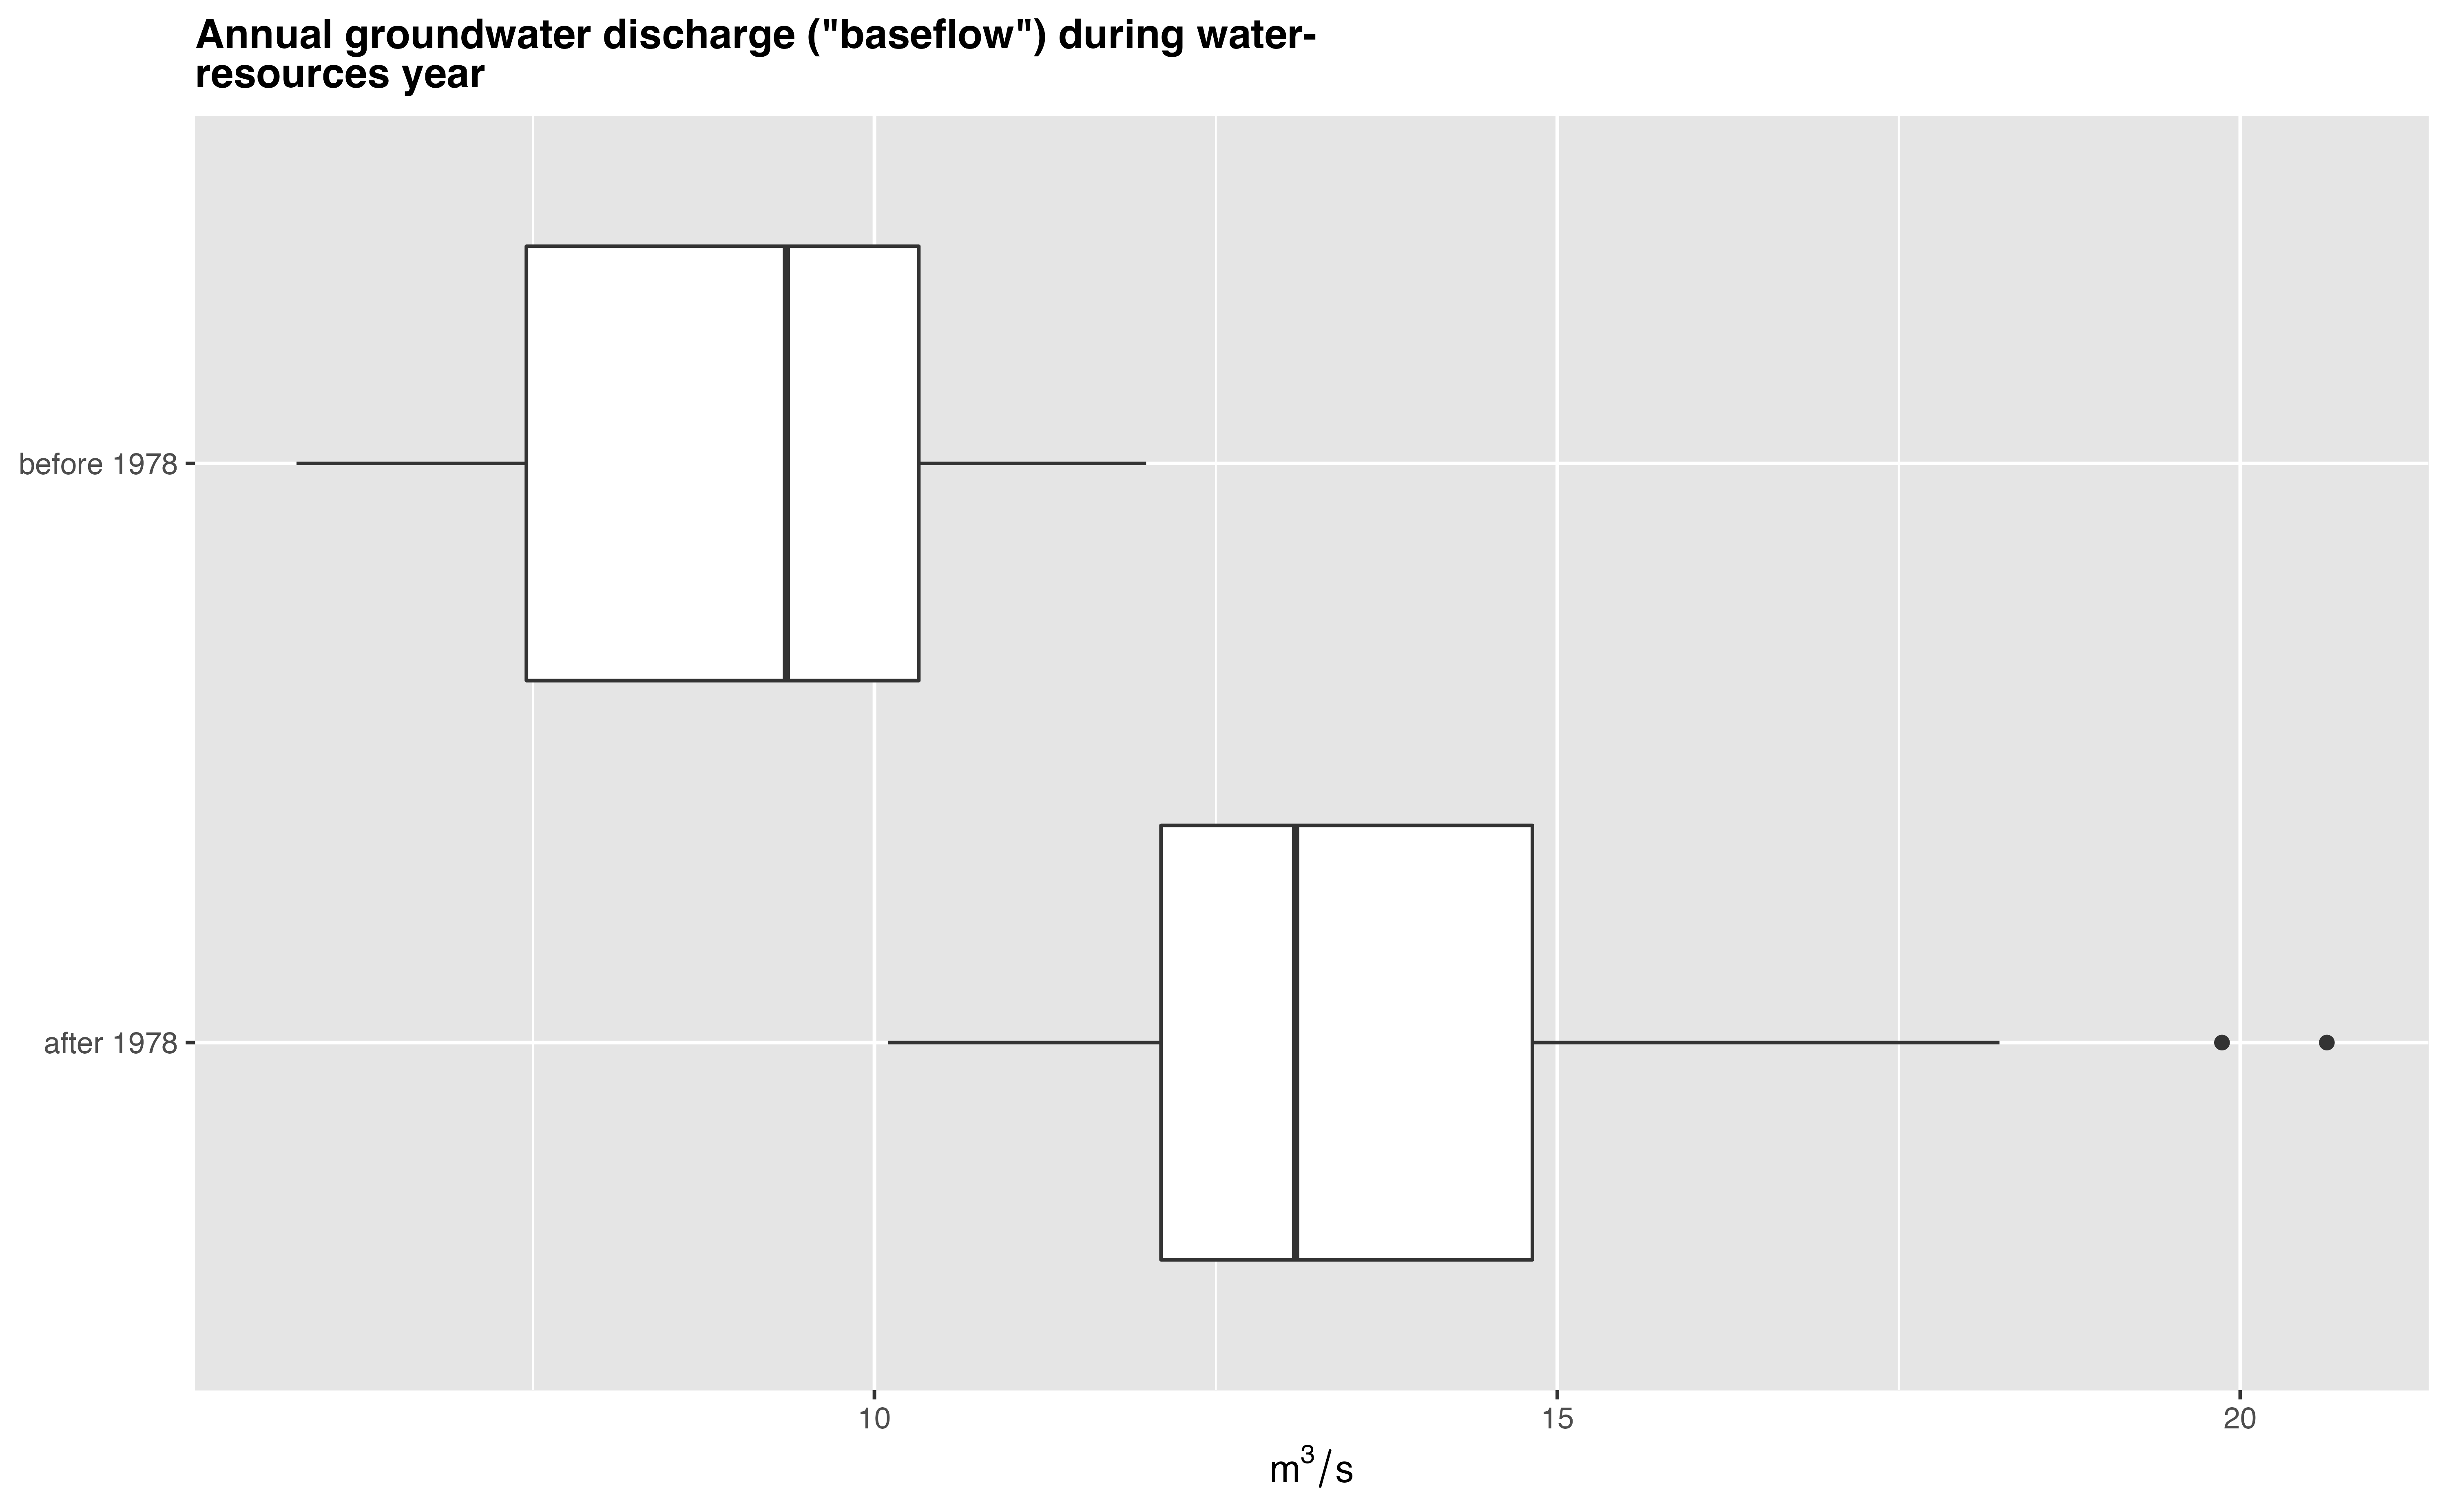 Annual groundwater discharge ("baseflow") during water-
resources year
before 1978
after 1978
10
15
20
m³/s